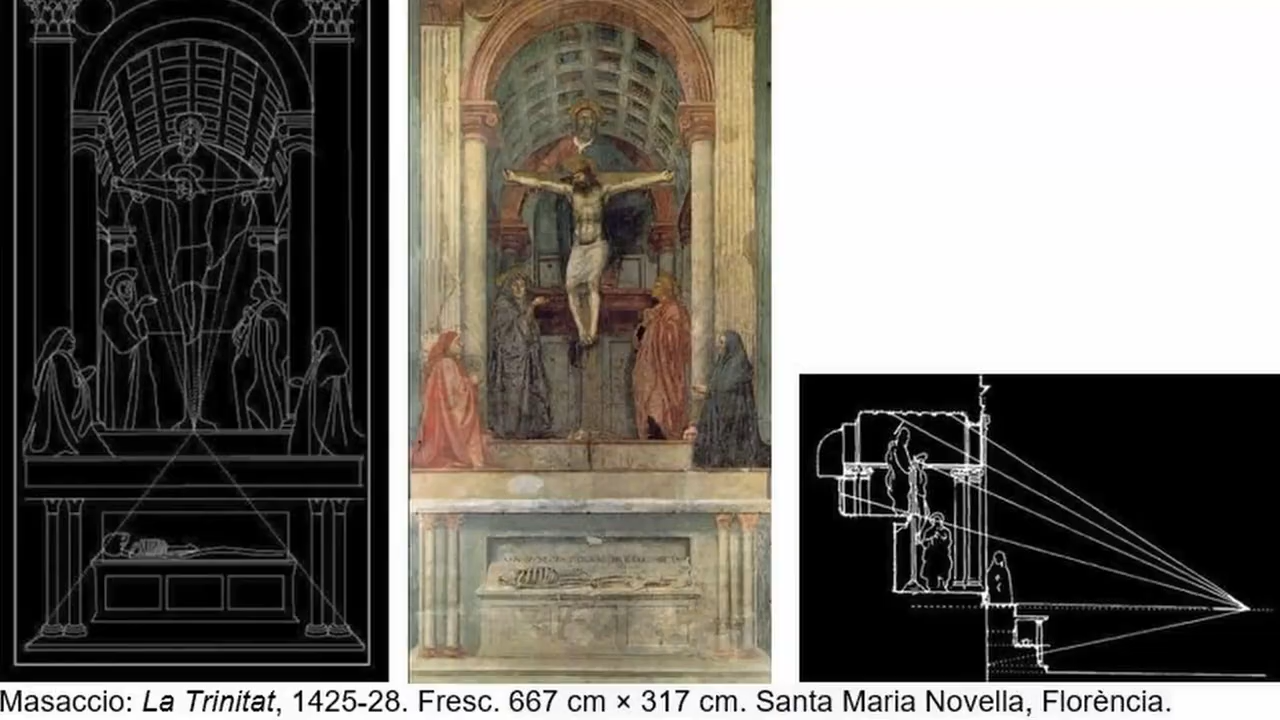 Masaccio: La Trinitat, 1425-28. Fresc. 667 cm × 317 cm. Santa Maria Novella, Florència.